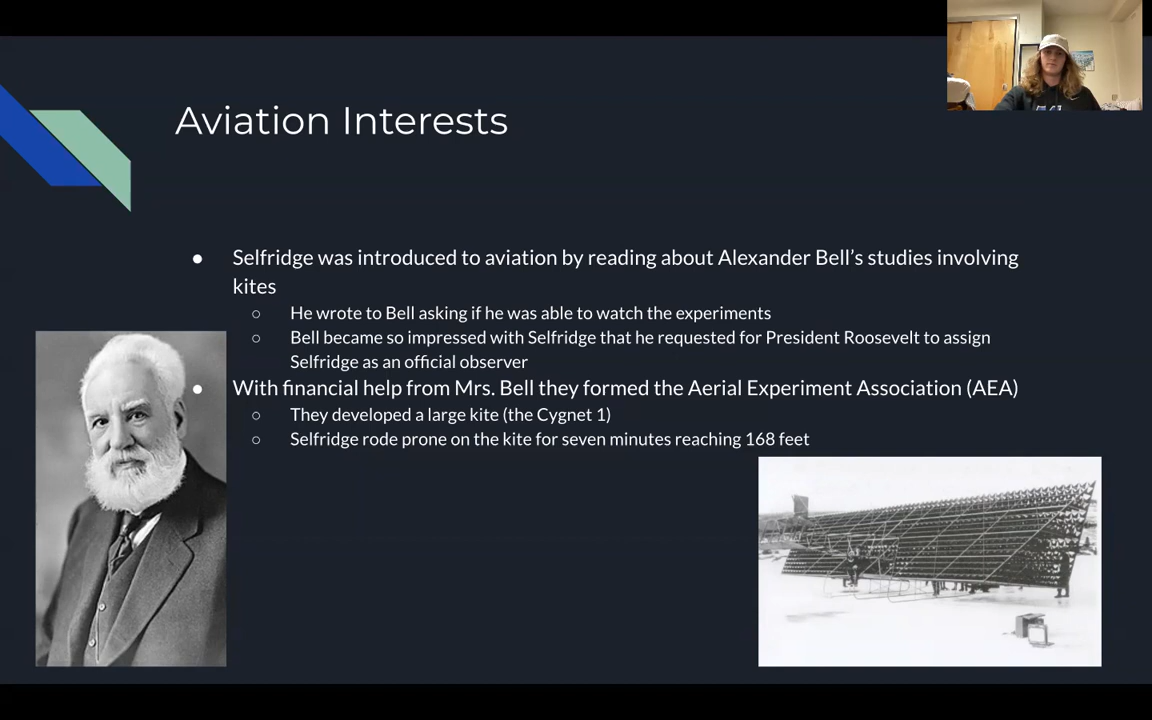 Aviation Interests
● Selfridge was introduced to aviation by reading about Alexander Bell’s studies involving
kites
○ He wrote to Bell asking if he was able to watch the experiments
○ Bell became so impressed with Selfridge that he requested for President Roosevelt to assign
Selfridge as an official observer
● With financial help from Mrs. Bell they formed the Aerial Experiment Association (AEA)
○ They developed a large kite (the Cygnet 1)
○ Selfridge rode prone on the kite for seven minutes reaching 168 feet